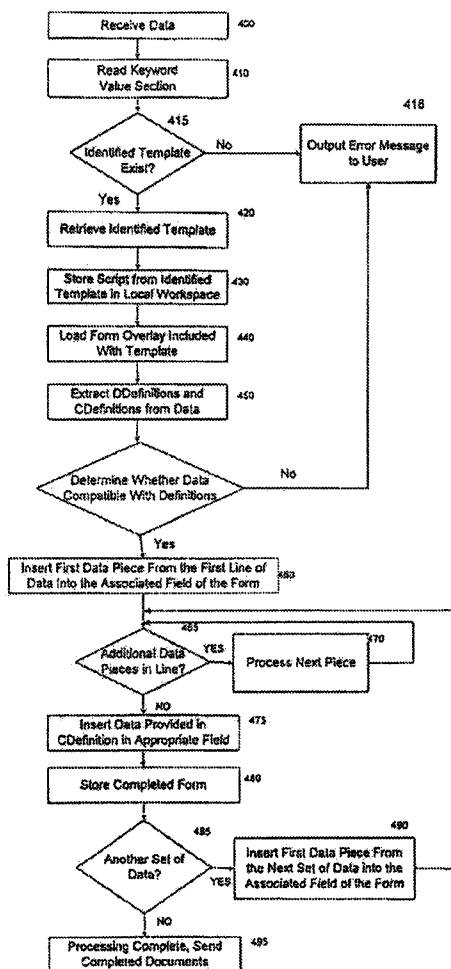 Receive Data
400
Read Keyword
Value Section
410
415
Identified Template
Exist?
No
Yes
416
Output Error Message
to User
Retrieve Identified Template
420
Store Script from Identified
Template in Local Workspace
430
Load Form Overlay Included
With Template
440
Extract DDefinitions and
CDefinitions from Data
450
Determine Whether Data
Compatible With Definitions
No
Yes
Insert First Data Piece From the First Line of
Data Into the Associated Field of the Form
460
465
Additional Data
Pieces in Line?
YES
NO
Process Next Piece
470
Insert Data Provided in
CDefinition in Appropriate Field
475
Store Completed Form
480
485
Another Set of
Data?
YES
NO
490
Insert First Data Piece From
the Next Set of Data into the
Associated Field of the Form
Processing Complete, Send
Completed Documents
495